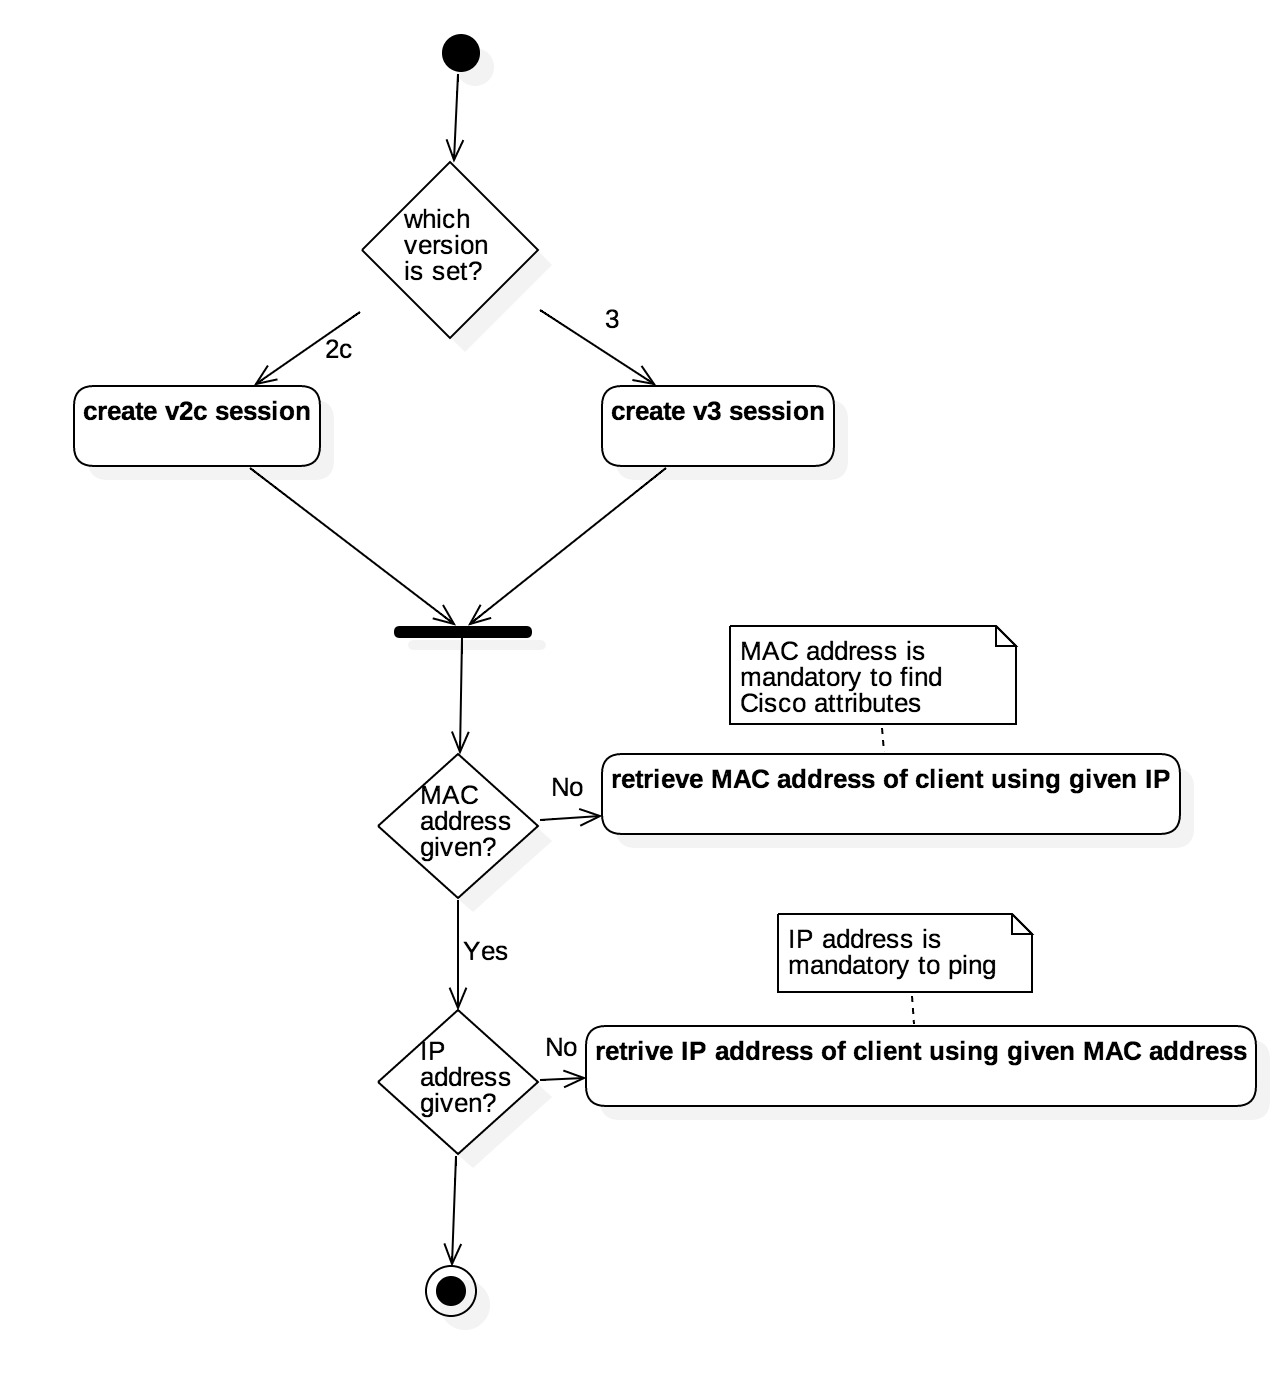 which
version
is set?
2c
3
create v2c session
create v3 session
MAC address is
mandatory to find
Cisco attributes
MAC
address
given?
No
retrieve MAC address of client using given IP
Yes
IP address is
mandatory to ping
IP
address
given?
No
retrive IP address of client using given MAC address